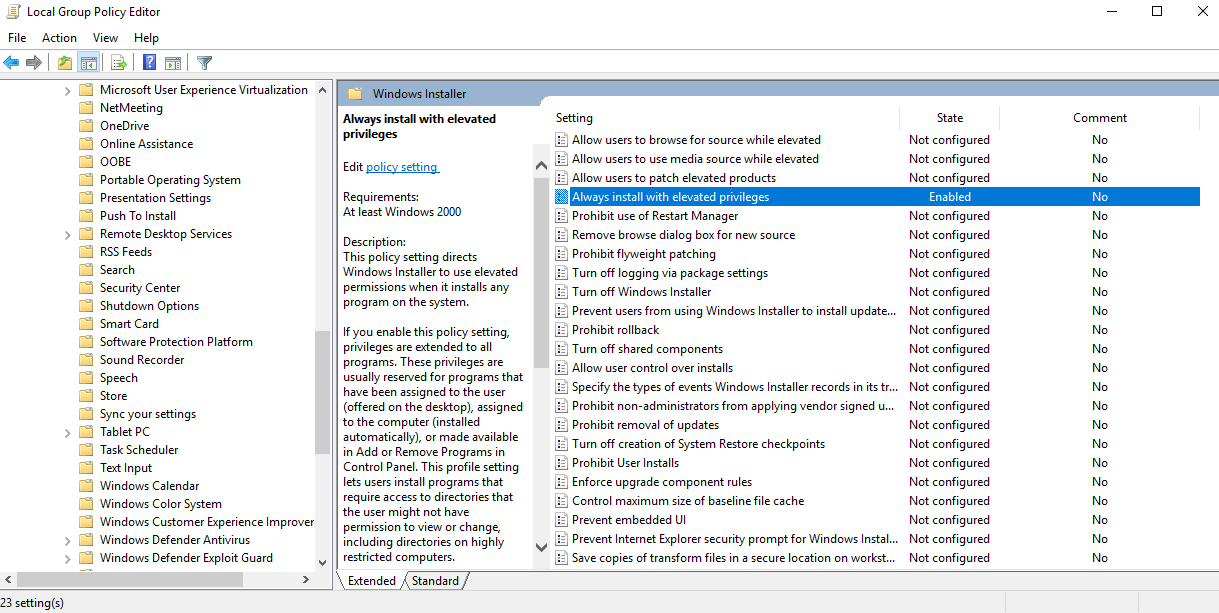 Local Group Policy Editor
File Action View Help
Microsoft User Experience Virtualization
NetMeeting
OneDrive
Online Assistance
OOBE
Portable Operating System
Presentation Settings
Push To Install
Remote Desktop Services
RSS Feeds
Search
Security Center
Shutdown Options
Smart Card
Software Protection Platform
Sound Recorder
Speech
Store
Sync your settings
Tablet PC
Task Scheduler
Text Input
Windows Calendar
Windows Color System
Windows Customer Experience Improver
Windows Defender Antivirus
Windows Defender Exploit Guard
Windows Installer
Always install with elevated
privileges
Edit policy setting
Requirements:
At least Windows 2000
Description:
This policy setting directs
Windows Installer to use elevated
permissions when it installs any
program on the system.
If you enable this policy setting,
privileges are extended to all
programs. These privileges are
usually reserved for programs that
have been assigned to the user
(offered on the desktop), assigned
to the computer (installed
automatically), or made available
in Add or Remove Programs in
Control Panel. This profile setting
lets users install programs that
require access to directories that
the user might not have
permission to view or change,
including directories on highly
restricted computers.
Setting State Comment
Allow users to browse for source while elevated Not configured No
Allow users to use media source while elevated Not configured No
Allow users to patch elevated products Not configured No
Always install with elevated privileges Enabled No
Prohibit use of Restart Manager Not configured No
Remove browse dialog box for new source Not configured No
Prohibit flyweight patching Not configured No
Turn off logging via package settings Not configured No
Turn off Windows Installer Not configured No
Prevent users from using Windows Installer to install update... Not configured No
Prohibit rollback Not configured No
Turn off shared components Not configured No
Allow user control over installs Not configured No
Specify the types of events Windows Installer records in its tr... Not configured No
Prohibit non-administrators from applying vendor signed u... Not configured No
Prohibit removal of updates Not configured No
Turn off creation of System Restore checkpoints Not configured No
Prohibit User Installs Not configured No
Enforce upgrade component rules Not configured No
Control maximum size of baseline file cache Not configured No
Prevent embedded UI Not configured No
Prevent Internet Explorer security prompt for Windows Instal... Not configured No
Save copies of transform files in a secure location on workst... Not configured No
Extended Standard
23 setting(s)